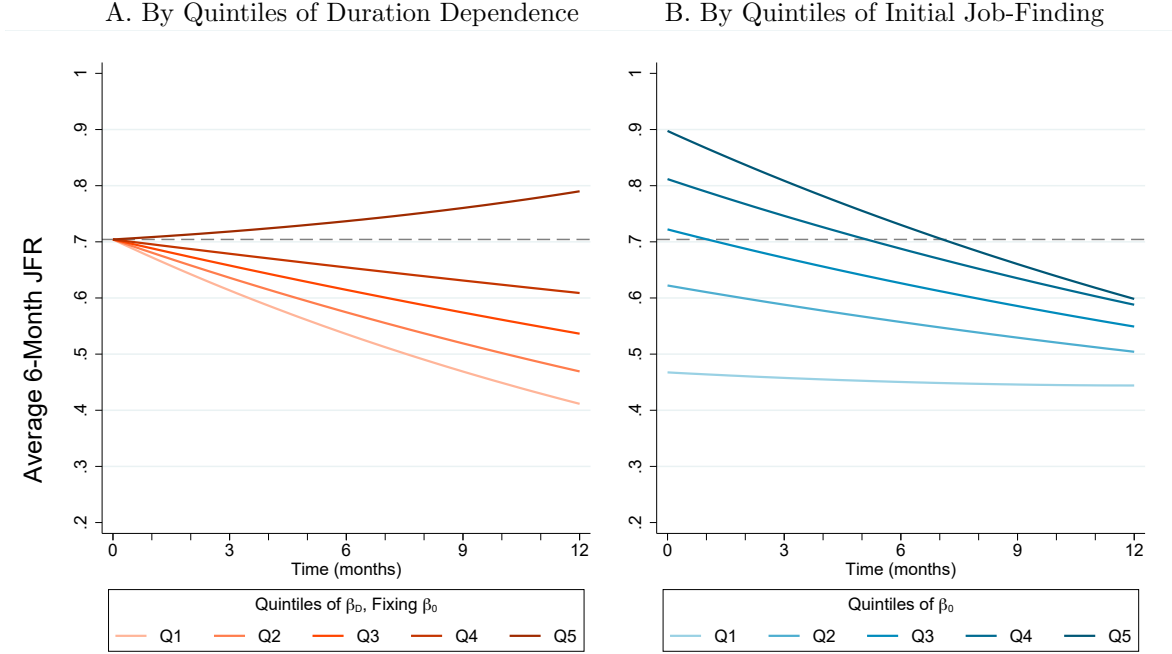 A. By Quintiles of Duration Dependence
B. By Quintiles of Initial Job-Finding
Average 6-Month JFR
1
.9
.8
.7
.6
.5
.4
.3
.2
0 3 6 9 12
Time (months)
Quintiles of βD, Fixing β0
Q1 Q2 Q3 Q4 Q5
1
.9
.8
.7
.6
.5
.4
.3
.2
0 3 6 9 12
Time (months)
Quintiles of β0
Q1 Q2 Q3 Q4 Q5